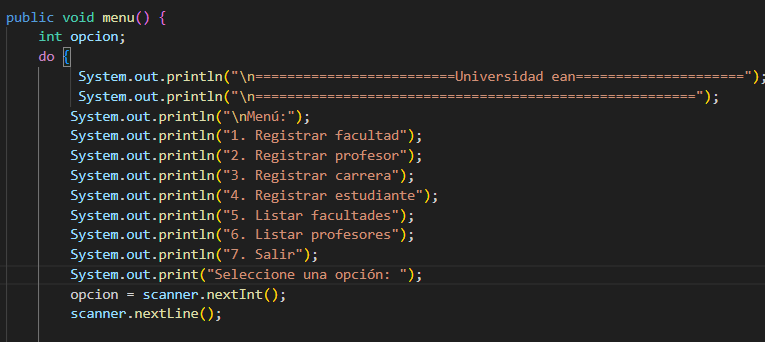 public void menu() {
int opcion;
do {
System.out.println("\n=========================Universidad ean=====================");
System.out.println("\n=======================================================");
System.out.println("\nMenú:");
System.out.println("1. Registrar facultad");
System.out.println("2. Registrar profesor");
System.out.println("3. Registrar carrera");
System.out.println("4. Registrar estudiante");
System.out.println("5. Listar facultades");
System.out.println("6. Listar profesores");
System.out.println("7. Salir");
System.out.print("Seleccione una opción: ");
opcion = scanner.nextInt();
scanner.nextLine();